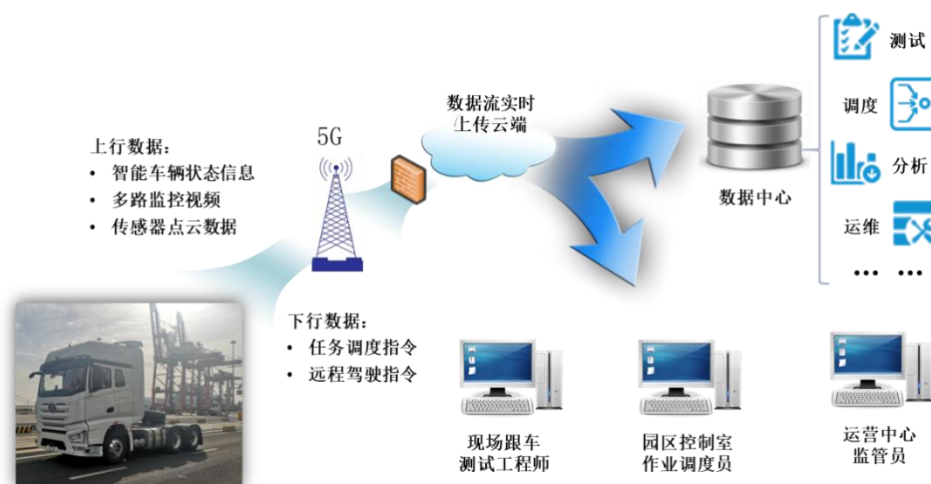 测试
数据流实时
上传云端
调度
5G
上行数据：
• 智能车辆状态信息
• 多路监控视频
• 传感器点云数据
分析
数据中心
运维
… …
下行数据：
• 任务调度指令
• 远程驾驶指令
现场跟车
测试工程师
园区控制室
作业调度员
运营中心
监管员